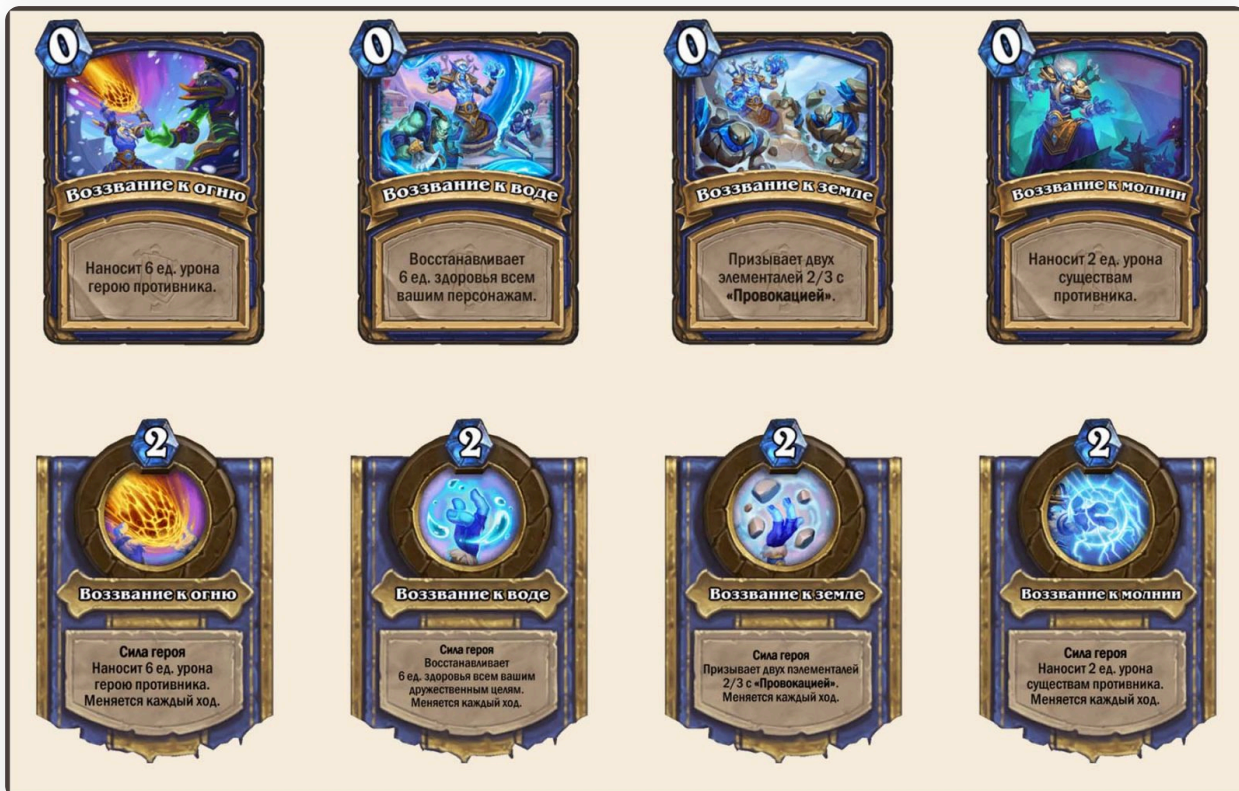 0
Воззвание к огню
Наносит 6 ед. урона
герою противника.
0
Воззвание к воде
Восстанавливает
6 ед. здоровья всем
вашим персонажам.
0
Воззвание к земле
Призывает двух
элементалей 2/3 с
«Провокацией».
0
Воззвание к молнии
Наносит 2 ед. урона
существам
противника.
2
Воззвание к огню
Сила героя
Наносит 6 ед. урона
герою противника.
Меняется каждый ход.
2
Воззвание к воде
Сила героя
Восстанавливает
6 ед. здоровья всем вашим
дружественным целям.
Меняется каждый ход.
2
Воззвание к земле
Сила героя
Призывает двух пэлементалей
2/3 с «Провокацией».
Меняется каждый ход.
2
Воззвание к молнии
Сила героя
Наносит 2 ед. урона
существам противника.
Меняется каждый ход.